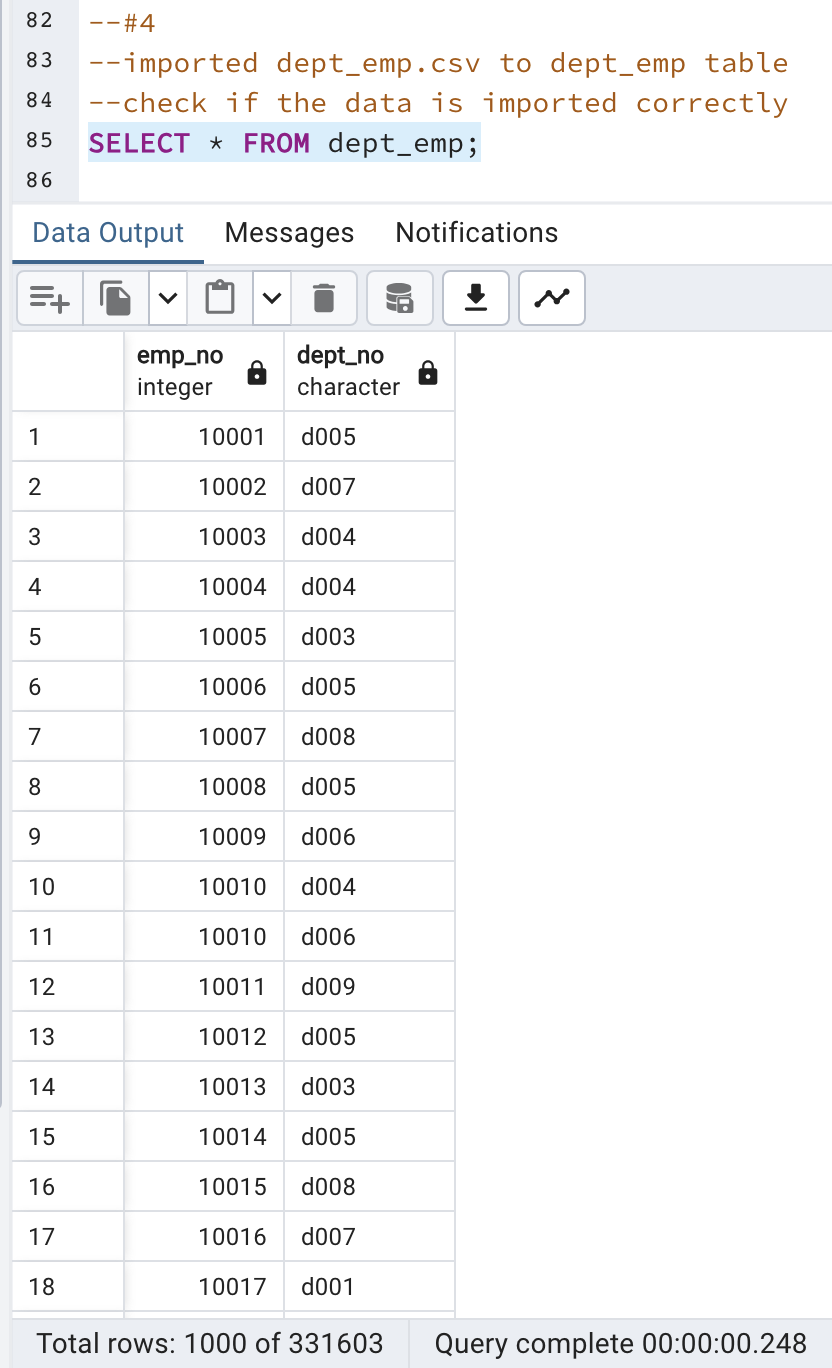 82 --#4
83 --imported dept_emp.csv to dept_emp table
84 --check if the data is imported correctly
85 SELECT * FROM dept_emp;
86
Data Output Messages Notifications
emp_no dept_no
integer character
1 10001 d005
2 10002 d007
3 10003 d004
4 10004 d004
5 10005 d003
6 10006 d005
7 10007 d008
8 10008 d005
9 10009 d006
10 10010 d004
11 10010 d006
12 10011 d009
13 10012 d005
14 10013 d003
15 10014 d005
16 10015 d008
17 10016 d007
18 10017 d001
Total rows: 1000 of 331603 Query complete 00:00:00.248